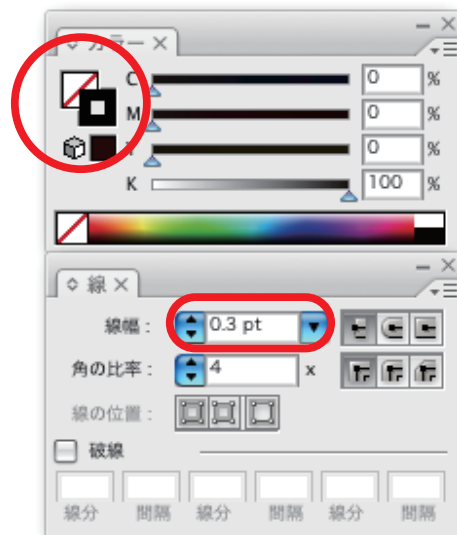 カラー ×
C 0 %
M 0 %
Y 0 %
K 100 %
線 ×
線幅 : 0.3 pt
角の比率 : 4 x
線の位置 :
破線
線分 間隔 線分 間隔 線分 間隔